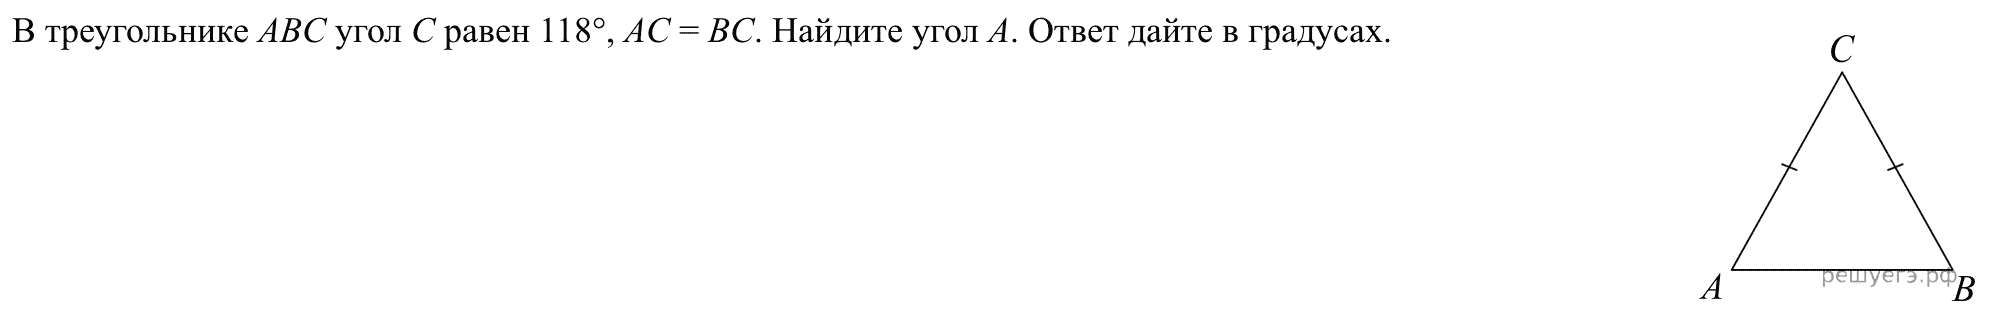 В треугольнике ABC угол C равен 118°, AC = BC. Найдите угол A. Ответ дайте в градусах.
C
A
B
решуегэ.рф